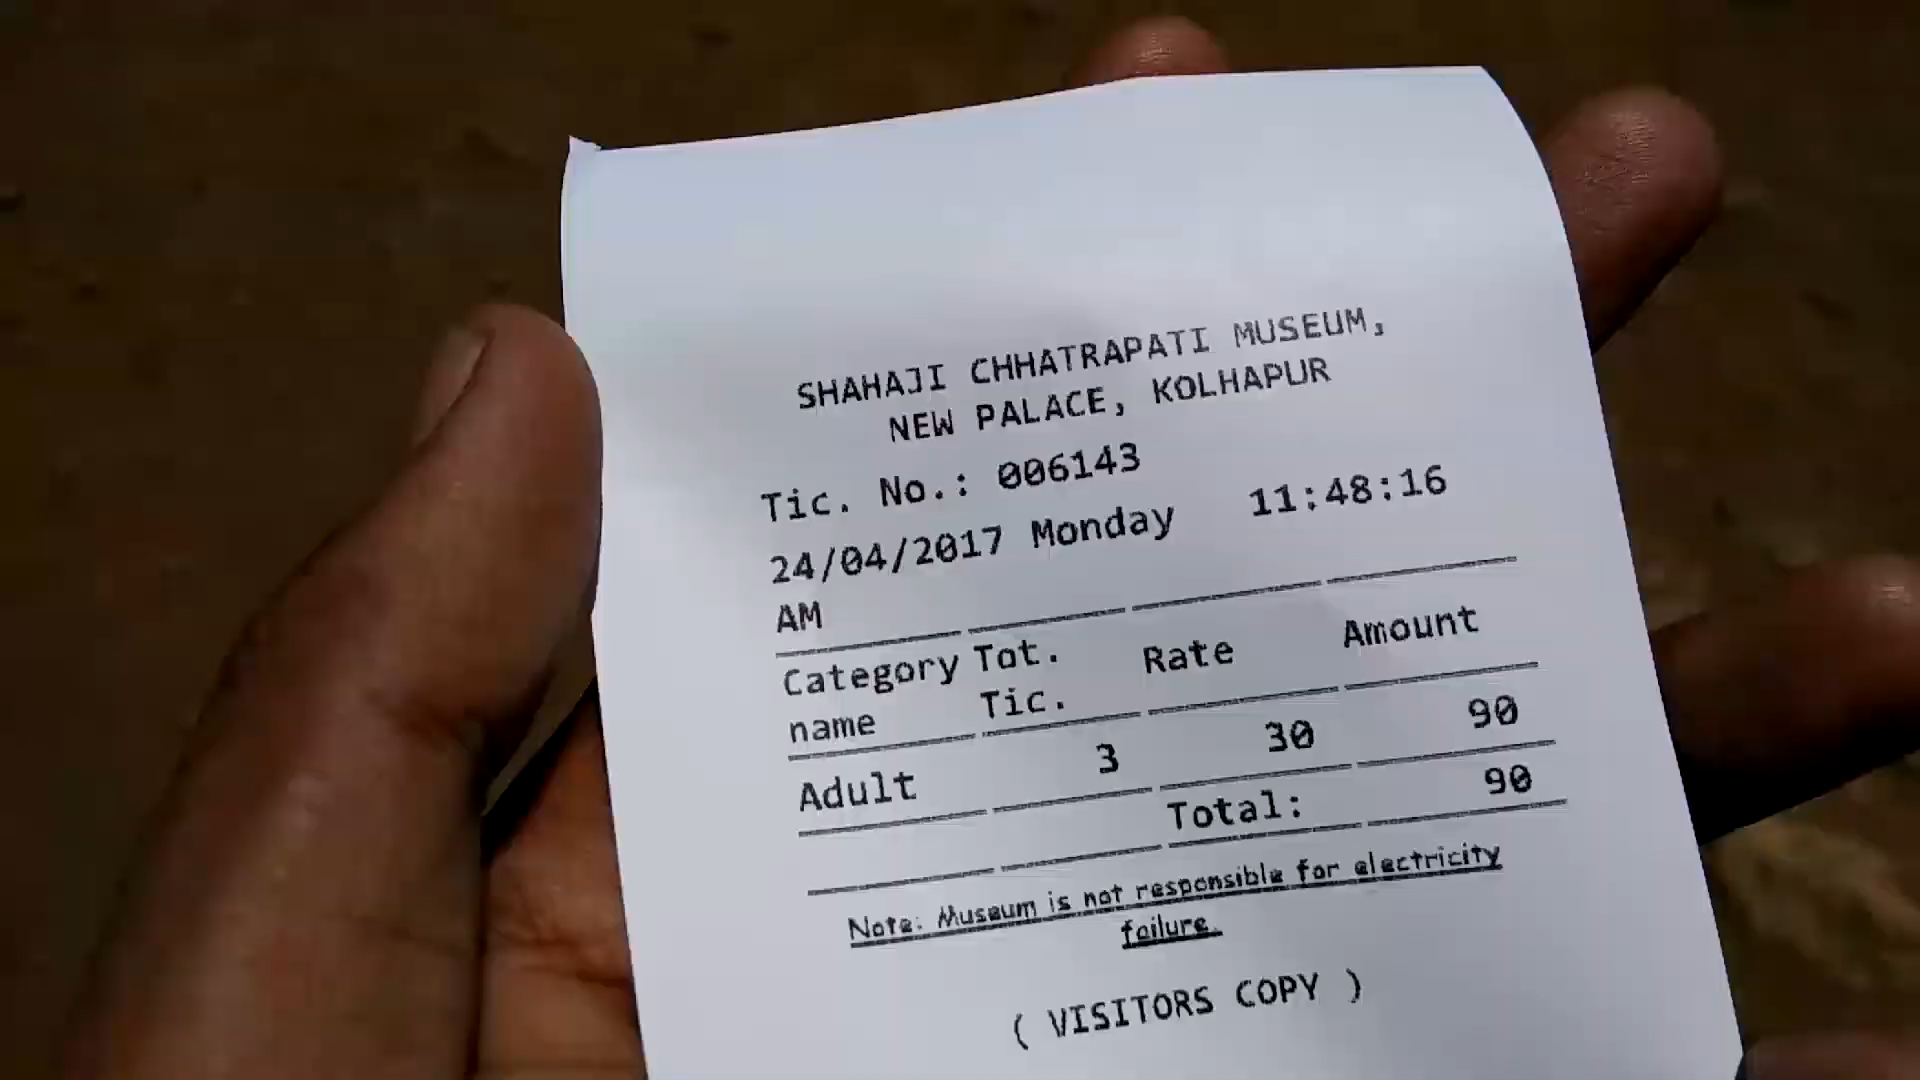 SHAHAJI CHHATRAPATI MUSEUM,
NEW PALACE, KOLHAPUR
Tic. No.: 006143
24/04/2017 Monday 11:48:16
AM
Category Tot. Rate Amount
name Tic.
Adult 3 30 90
Total: 90
Note: Museum is not responsible for electricity
failure.
( VISITORS COPY )